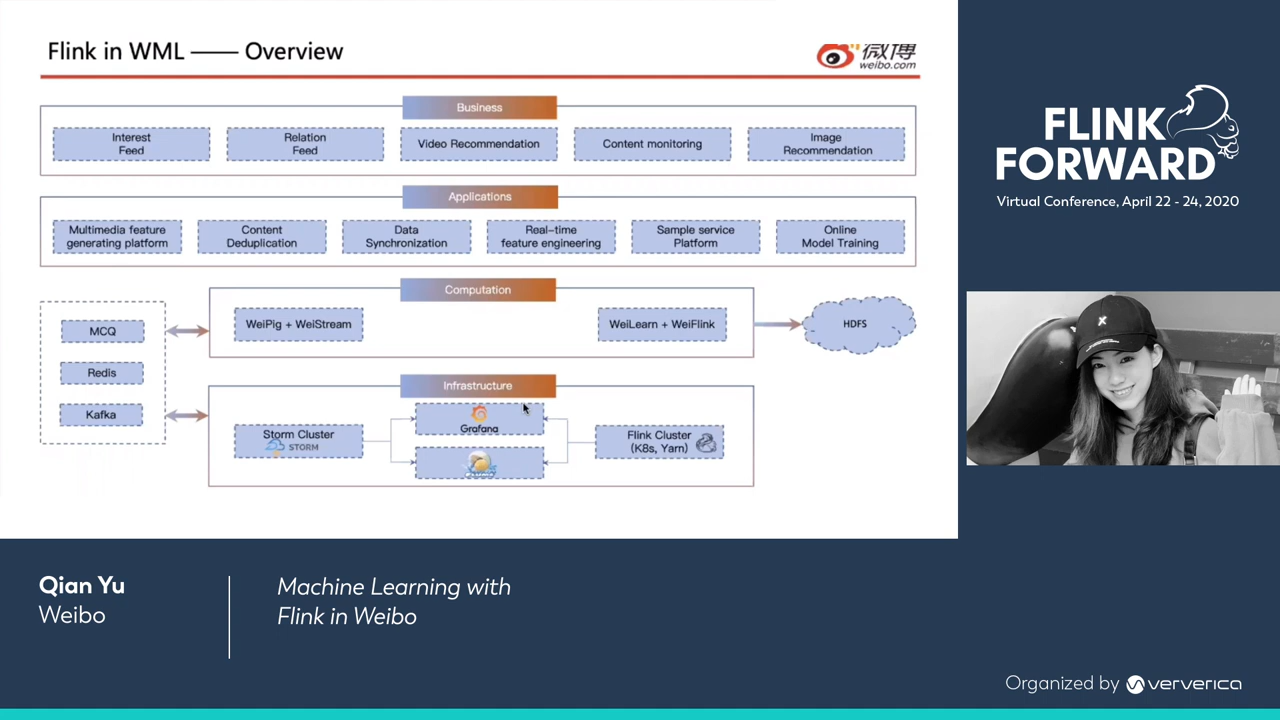 Flink in WML —— Overview
微博
weibo.com
Business
Interest
Feed
Relation
Feed
Video Recommendation
Content monitoring
Image
Recommendation
Applications
Multimedia feature
generating platform
Content
Deduplication
Data
Synchronization
Real-time
feature engineering
Sample service
Platform
Online
Model Training
Computation
MCQ
Redis
Kafka
WeiPig + WeiStream
WeiLearn + WeiFlink
HDFS
Infrastructure
Storm Cluster
STORM
Grafana
Flink Cluster
(K8s, Yarn)
FLINK
FORWARD
Virtual Conference, April 22 - 24, 2020
Qian Yu
Weibo
Machine Learning with
Flink in Weibo
Organized by ververica